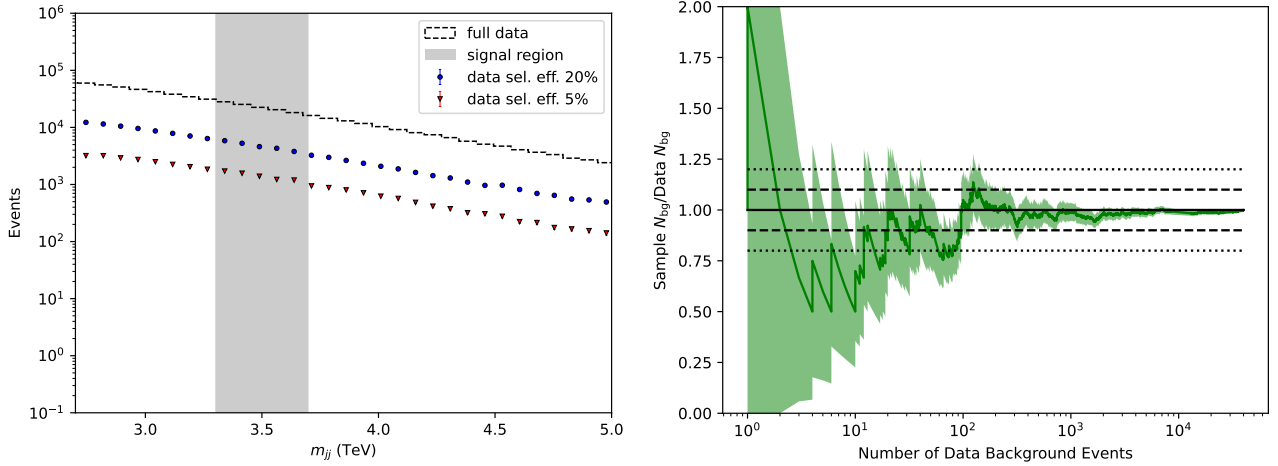 10⁶
10⁵
10⁴
10³
10²
10¹
10⁰
10⁻¹
Events
full data
signal region
data sel. eff. 20%
data sel. eff. 5%
3.0 3.5 4.0 4.5 5.0
m_jj (TeV)
2.00
1.75
1.50
1.25
1.00
0.75
0.50
0.25
0.00
Sample N_bg/Data N_bg
10⁰ 10¹ 10² 10³ 10⁴
Number of Data Background Events